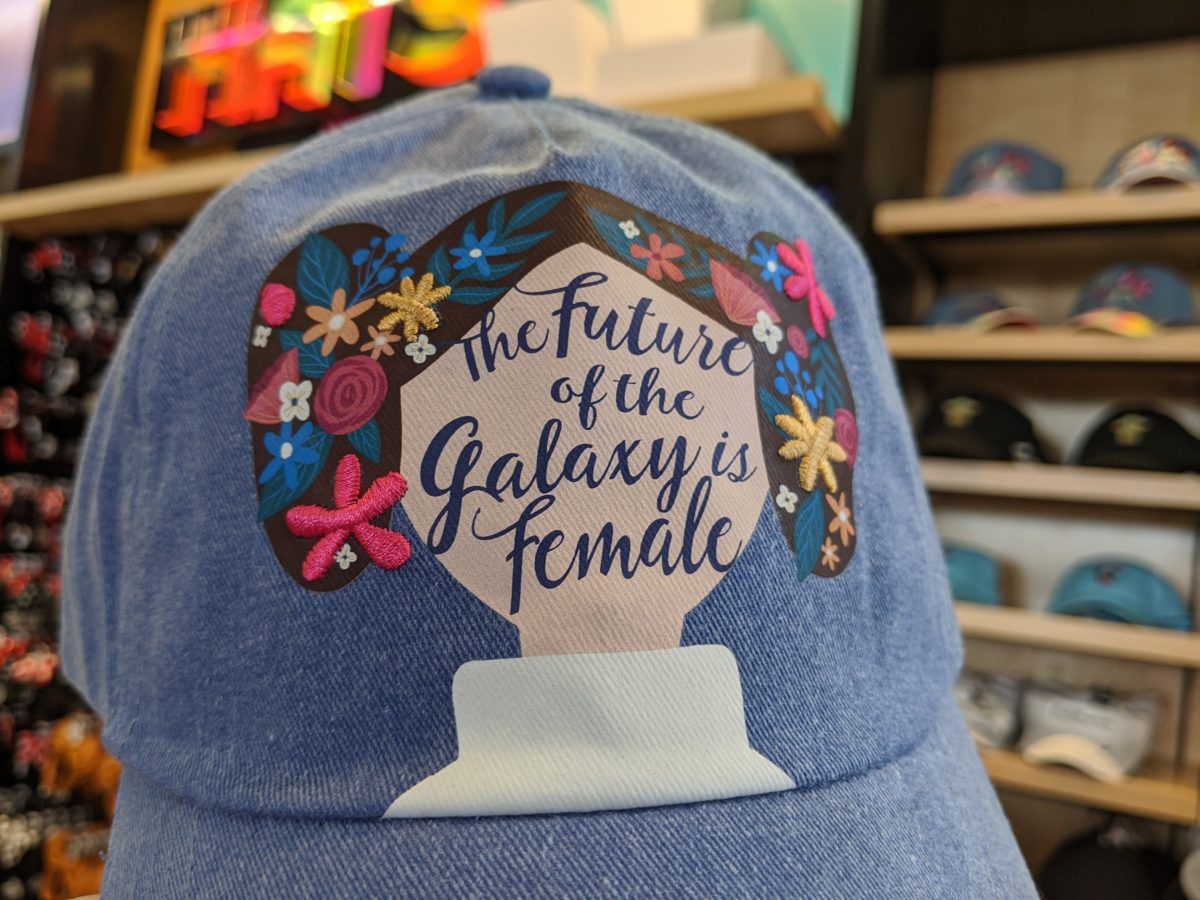 The Future
of the
Galaxy is
Female